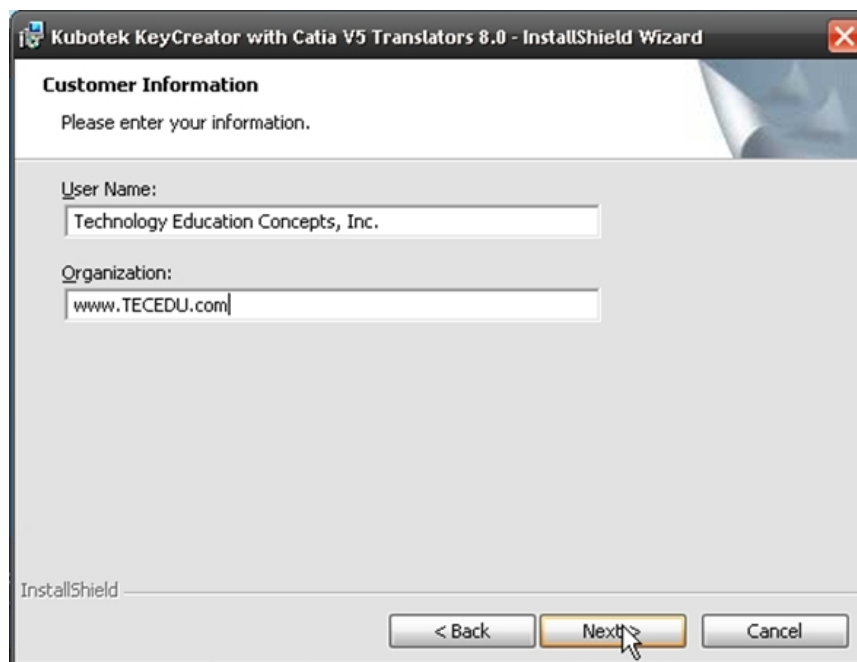 Kubotek KeyCreator with Catia V5 Translators 8.0 - InstallShield Wizard
Customer Information
Please enter your information.
User Name:
Technology Education Concepts, Inc.
Organization:
www.TECEDU.com
InstallShield
< Back Next > Cancel